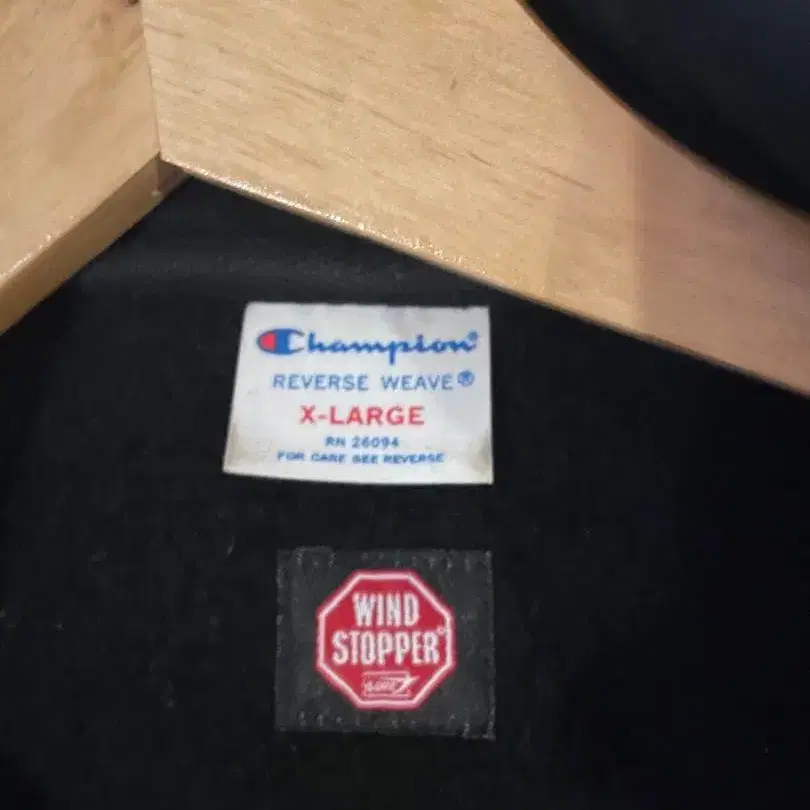 Champion®
REVERSE WEAVE®
X-LARGE
RN 26094
FOR CARE SEE REVERSE
WIND
STOPPER®